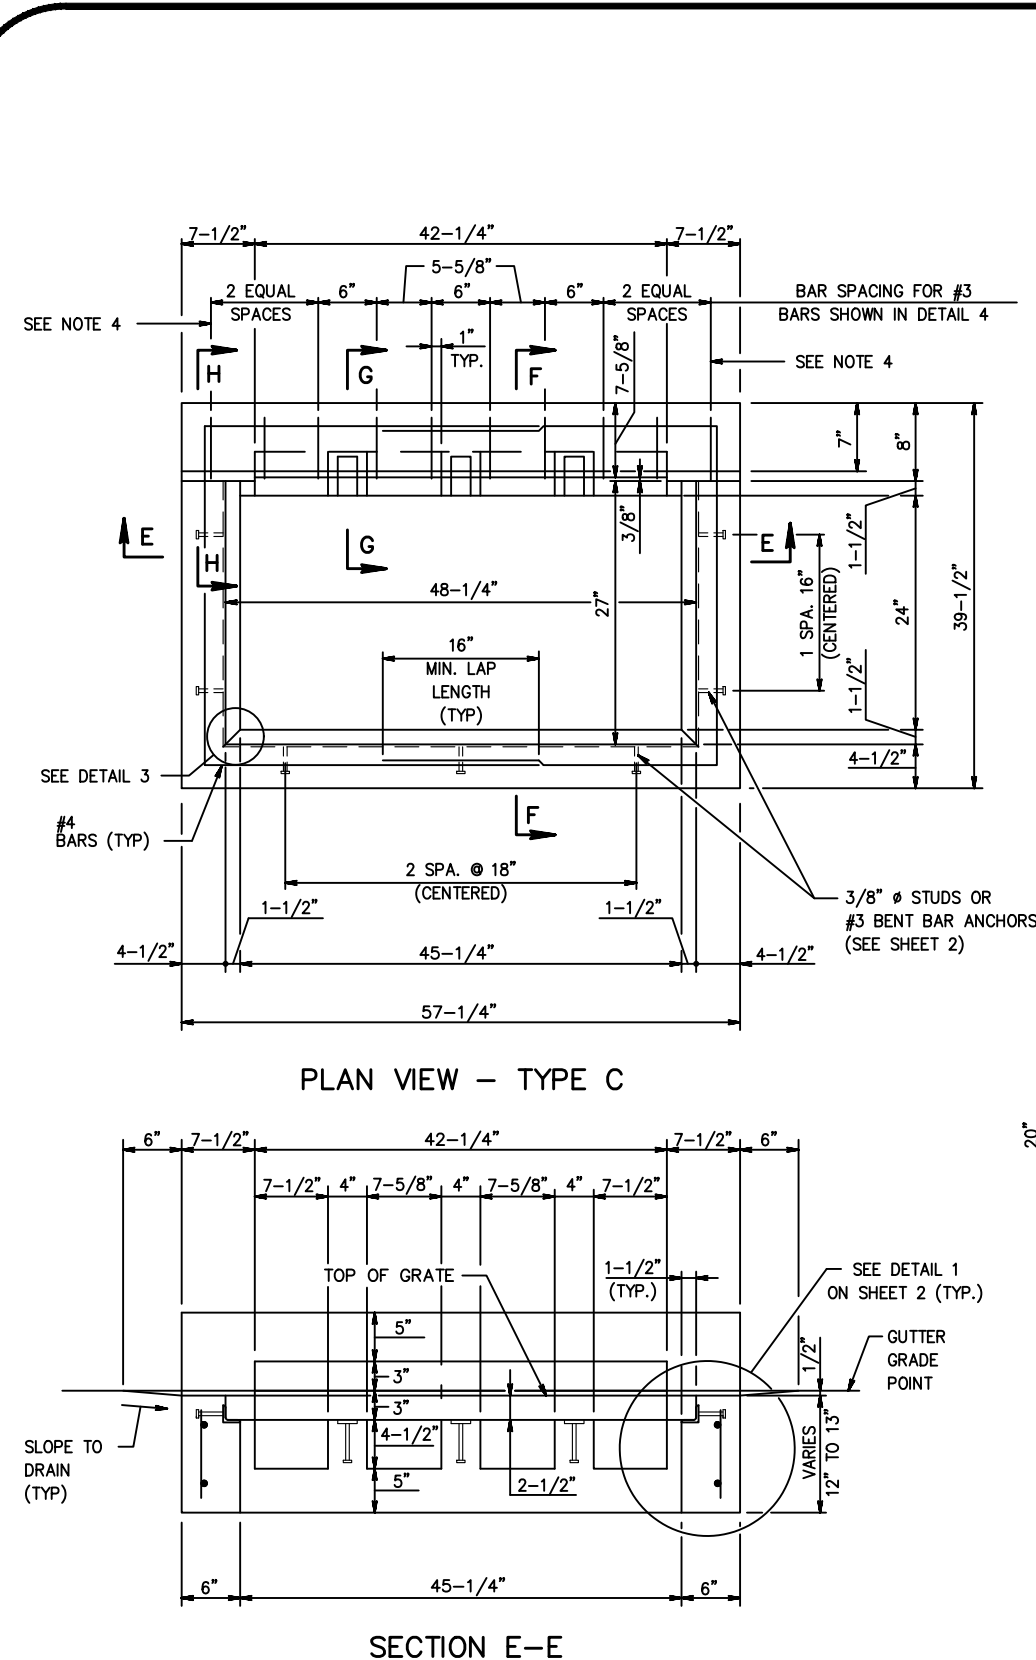 7-1/2"
42-1/4"
7-1/2"
5-5/8"
2 EQUAL
SPACES
6"
6"
6"
2 EQUAL
SPACES
BAR SPACING FOR #3
BARS SHOWN IN DETAIL 4
SEE NOTE 4
1"
TYP.
7-5/8"
SEE NOTE 4
H
G
F
7"
8"
3/8"
E
H
G
E
1-1/2"
48-1/4"
27"
1 SPA. 16"
(CENTERED)
24"
39-1/2"
16"
MIN. LAP
LENGTH
(TYP)
1-1/2"
4-1/2"
SEE DETAIL 3
#4
BARS (TYP)
F
2 SPA. @ 18"
(CENTERED)
3/8" ø STUDS OR
#3 BENT BAR ANCHORS
(SEE SHEET 2)
1-1/2"
1-1/2"
4-1/2"
45-1/4"
4-1/2"
57-1/4"
PLAN VIEW – TYPE C
6"
7-1/2"
42-1/4"
7-1/2"
6"
20"
7-1/2"
4"
7-5/8"
4"
7-5/8"
4"
7-1/2"
TOP OF GRATE
1-1/2"
(TYP.)
SEE DETAIL 1
ON SHEET 2 (TYP.)
5"
1/2"
GUTTER
GRADE
POINT
3"
3"
SLOPE TO
DRAIN
(TYP)
4-1/2"
5"
2-1/2"
VARIES
12" TO 13"
6"
45-1/4"
6"
SECTION E–E